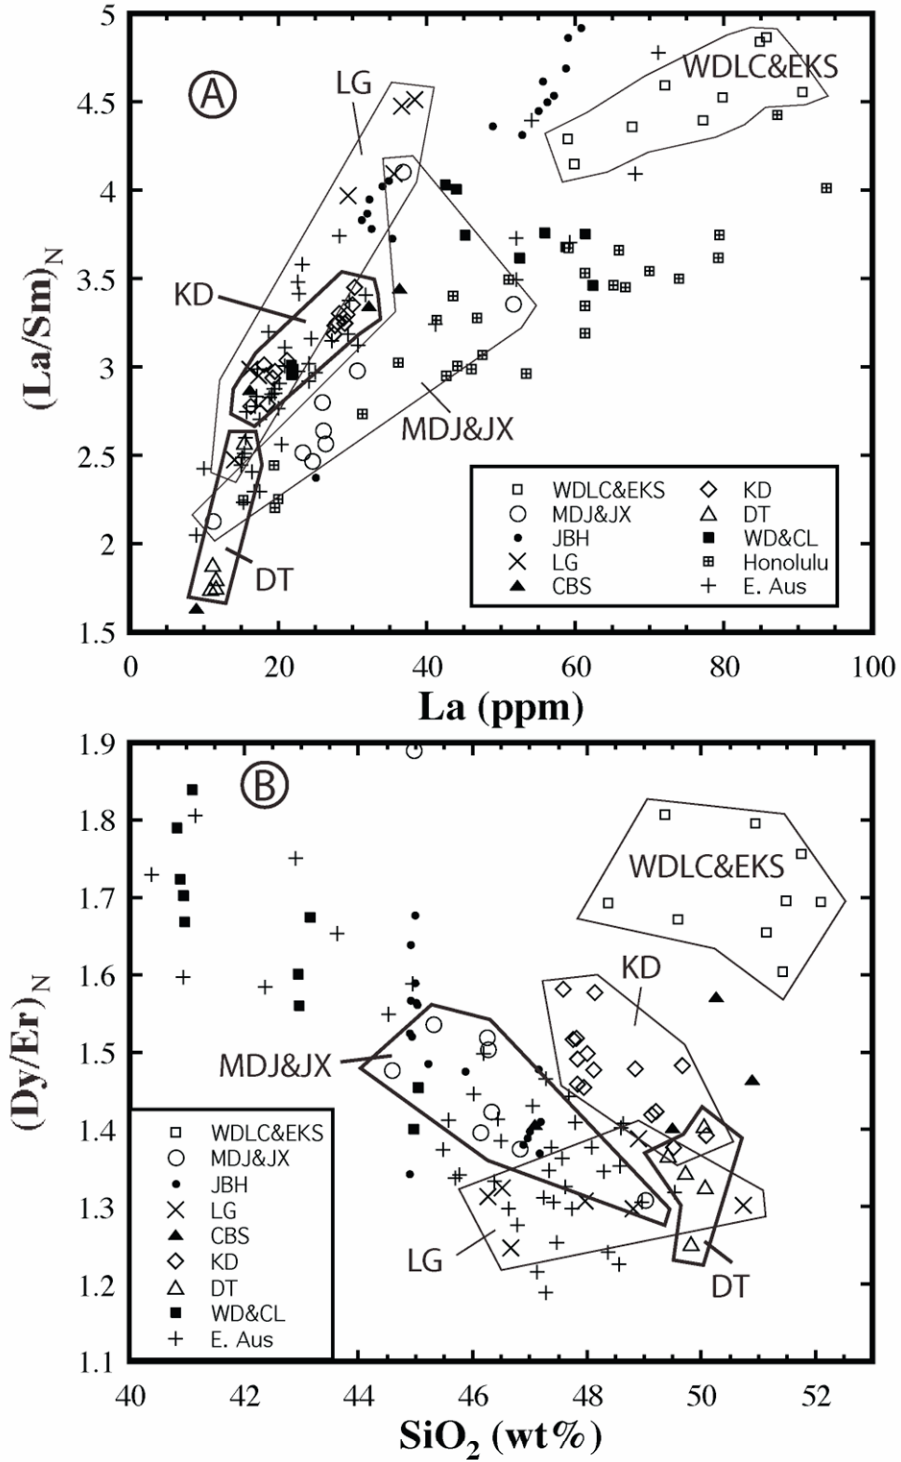 5
4.5
4
3.5
3
2.5
2
1.5
(La/Sm)N
A
LG
WDLC&EKS
KD
MDJ&JX
DT
WDLC&EKS KD
MDJ&JX DT
JBH WD&CL
LG Honolulu
CBS E. Aus
0 20 40 60 80 100
La (ppm)
1.9
1.8
1.7
1.6
1.5
1.4
1.3
1.2
1.1
(Dy/Er)N
B
WDLC&EKS
KD
MDJ&JX
LG
DT
WDLC&EKS
MDJ&JX
JBH
LG
CBS
KD
DT
WD&CL
E. Aus
40 42 44 46 48 50 52
SiO2 (wt%)